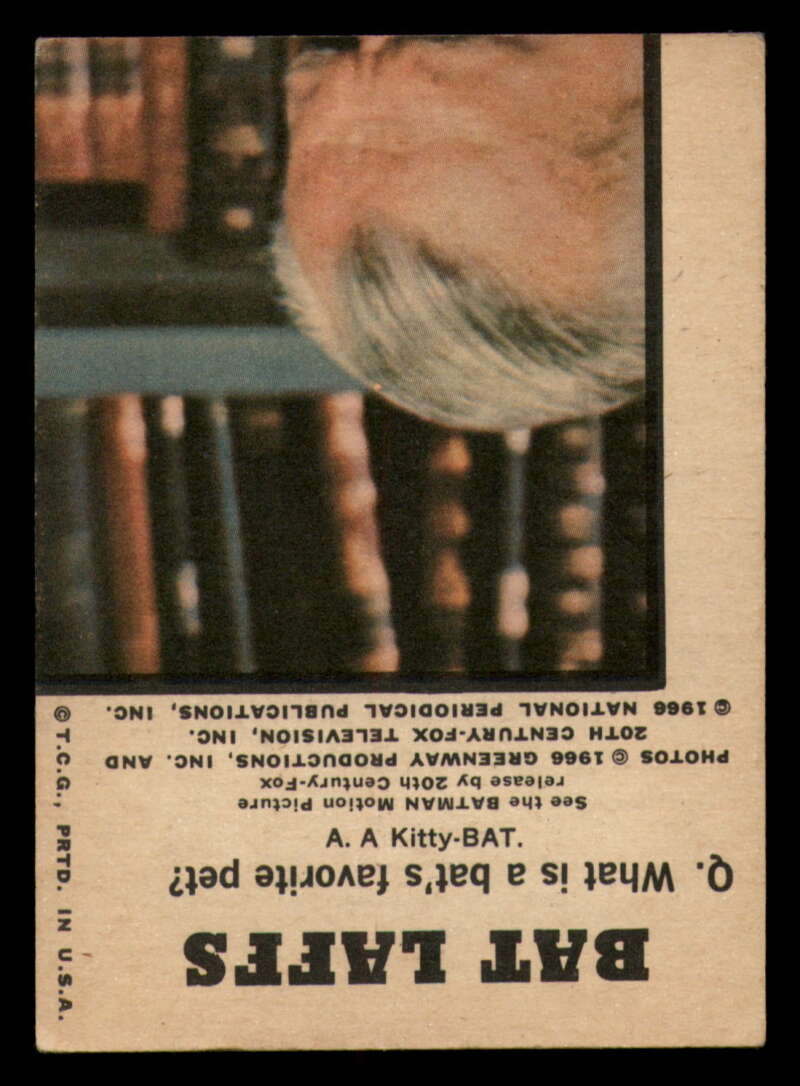 BAT LAFFS
Q. What is a bat's favorite pet?
A. A Kitty-BAT.
See the BATMAN Motion Picture
release by 20th Century-Fox
PHOTOS © 1966 GREENWAY PRODUCTIONS, INC. AND
20TH CENTURY-FOX TELEVISION, INC.
© 1966 NATIONAL PERIODICAL PUBLICATIONS, INC.
© T.C.G., PRTD. IN U.S.A.